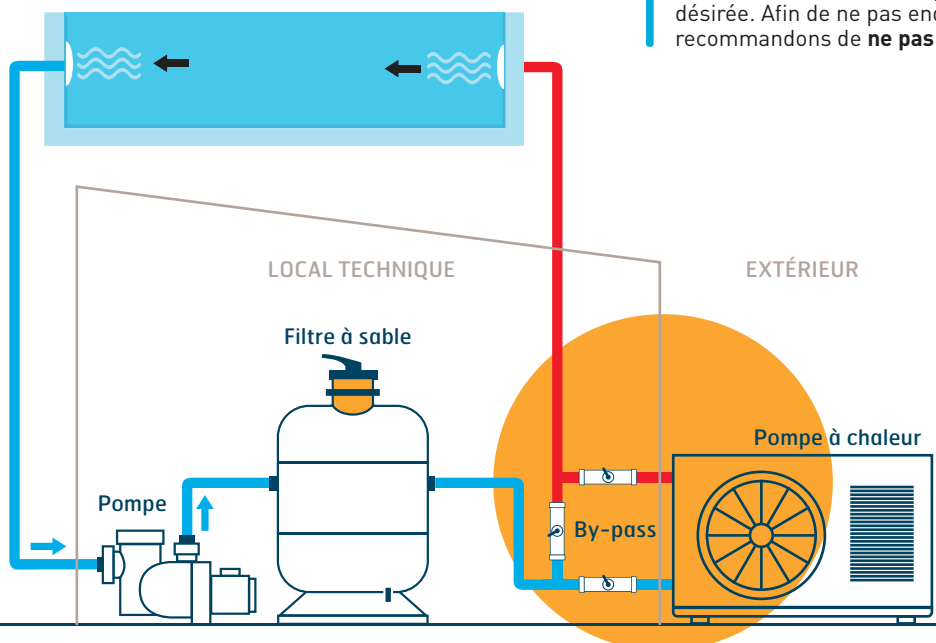 désirée. Afin de ne pas
recommandons de ne pas
LOCAL TECHNIQUE
EXTÉRIEUR
Filtre à sable
Pompe à chaleur
Pompe
By-pass